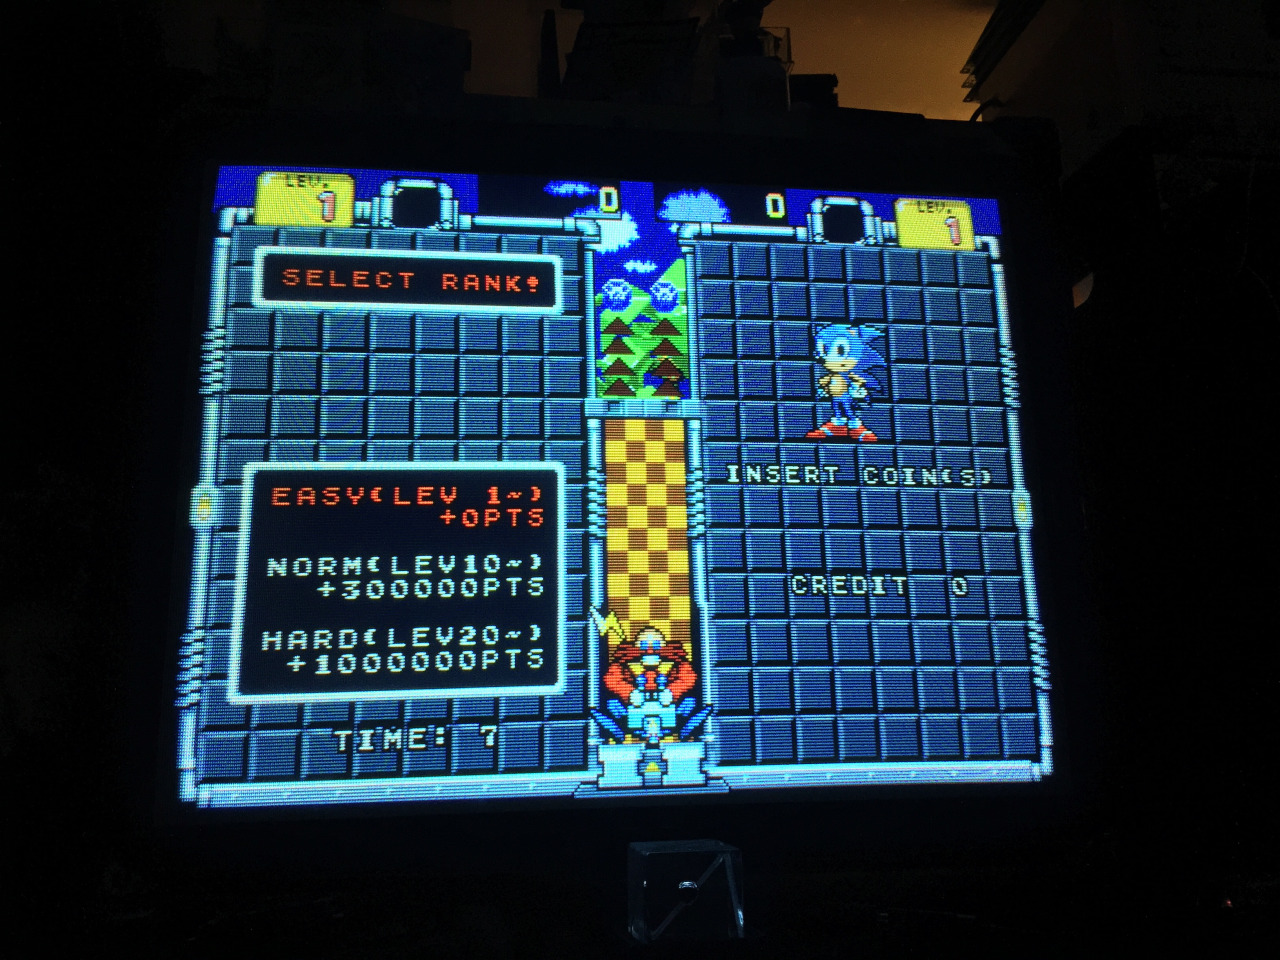 LEV. 1
0
0
LEV. 1
SELECT RANK!
INSERT COIN(S)
EASY(LEV 1~)
+0PTS
NORM(LEV10~)
+300000PTS
CREDIT 0
HARD(LEV20~)
+1000000PTS
TIME: 7